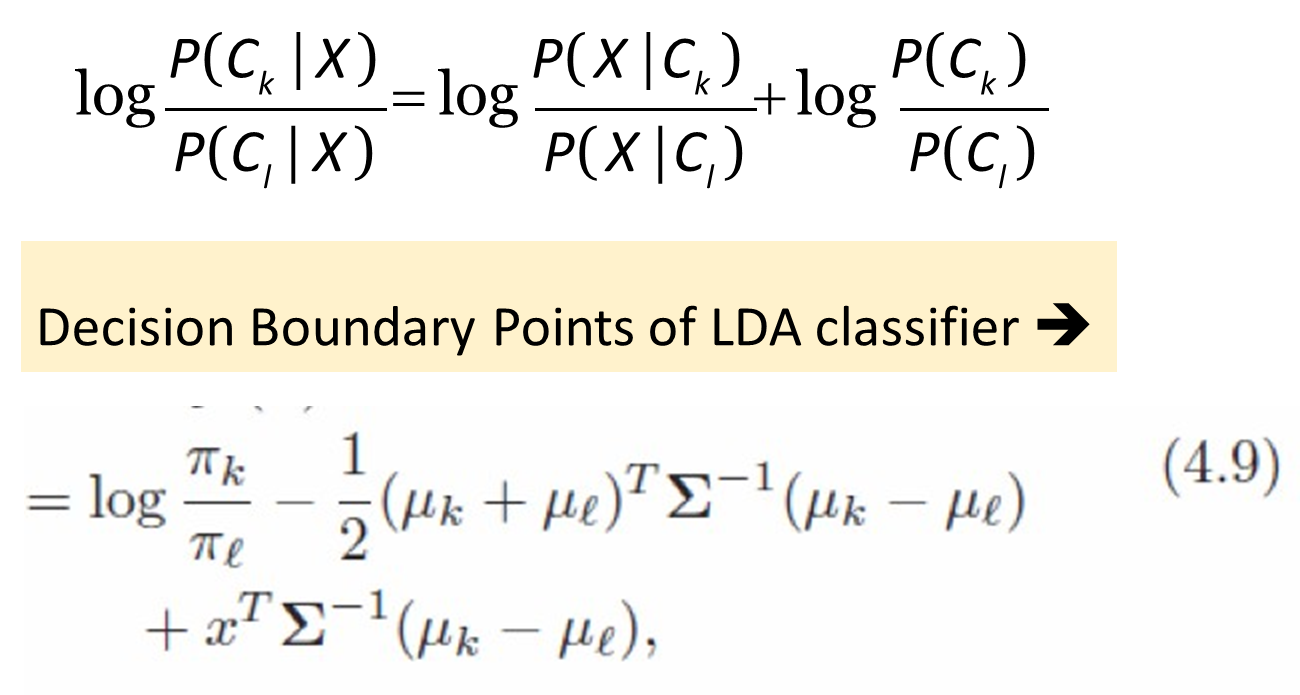 log P(C_k | X) / P(C_l | X) = log P(X | C_k) / P(X | C_l) + log P(C_k) / P(C_l)
Decision Boundary Points of LDA classifier ➔
= log π_k / π_ℓ − 1/2 (μ_k + μ_ℓ)^T Σ^−1 (μ_k − μ_ℓ) (4.9)
+ x^T Σ^−1 (μ_k − μ_ℓ),